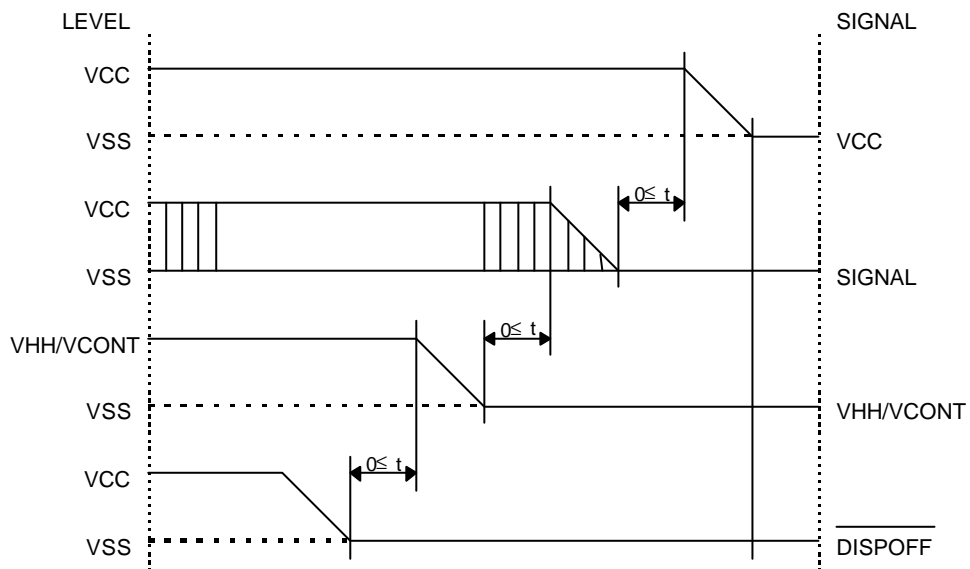 LEVEL SIGNAL
VCC
VSS VCC
VCC 0≤ t
VSS SIGNAL
VHH/VCONT 0≤ t
VSS VHH/VCONT
VCC 0≤ t
VSS DISPOFF